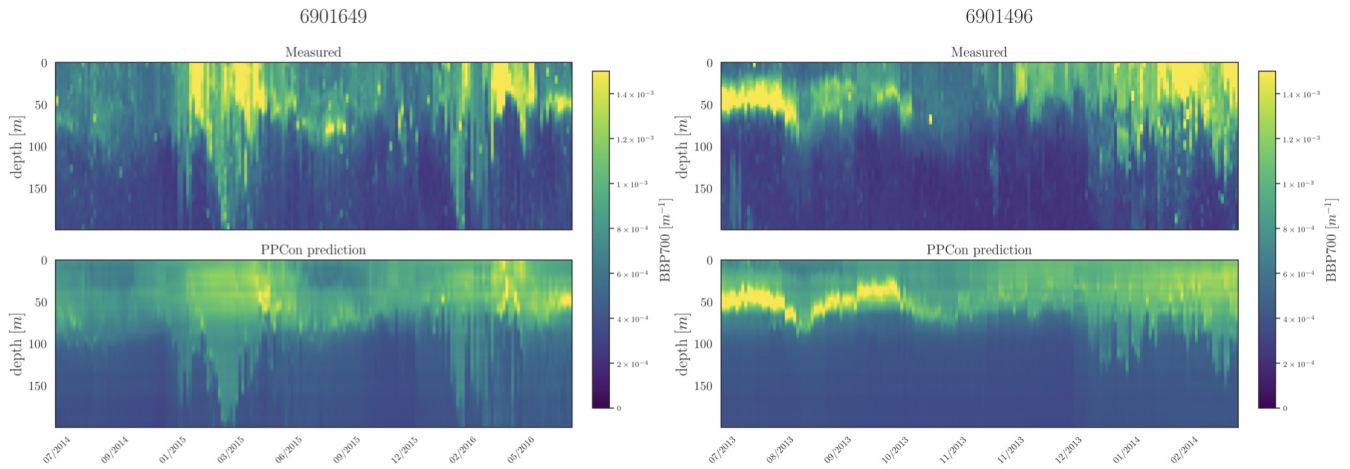 6901649
Measured
0
50
100
150
depth [m]
PPCon prediction
0
50
100
150
depth [m]
07/2014
09/2014
01/2015
03/2015
06/2015
09/2015
12/2015
02/2016
05/2016
1.4 × 10⁻³
1.2 × 10⁻³
1 × 10⁻³
8 × 10⁻⁴
6 × 10⁻⁴
4 × 10⁻⁴
2 × 10⁻⁴
0
BBP700 [m⁻¹]
6901496
Measured
0
50
100
150
depth [m]
PPCon prediction
0
50
100
150
depth [m]
07/2013
08/2013
09/2013
10/2013
11/2013
11/2013
12/2013
01/2014
02/2014
1.4 × 10⁻³
1.2 × 10⁻³
1 × 10⁻³
8 × 10⁻⁴
6 × 10⁻⁴
4 × 10⁻⁴
2 × 10⁻⁴
0
BBP700 [m⁻¹]